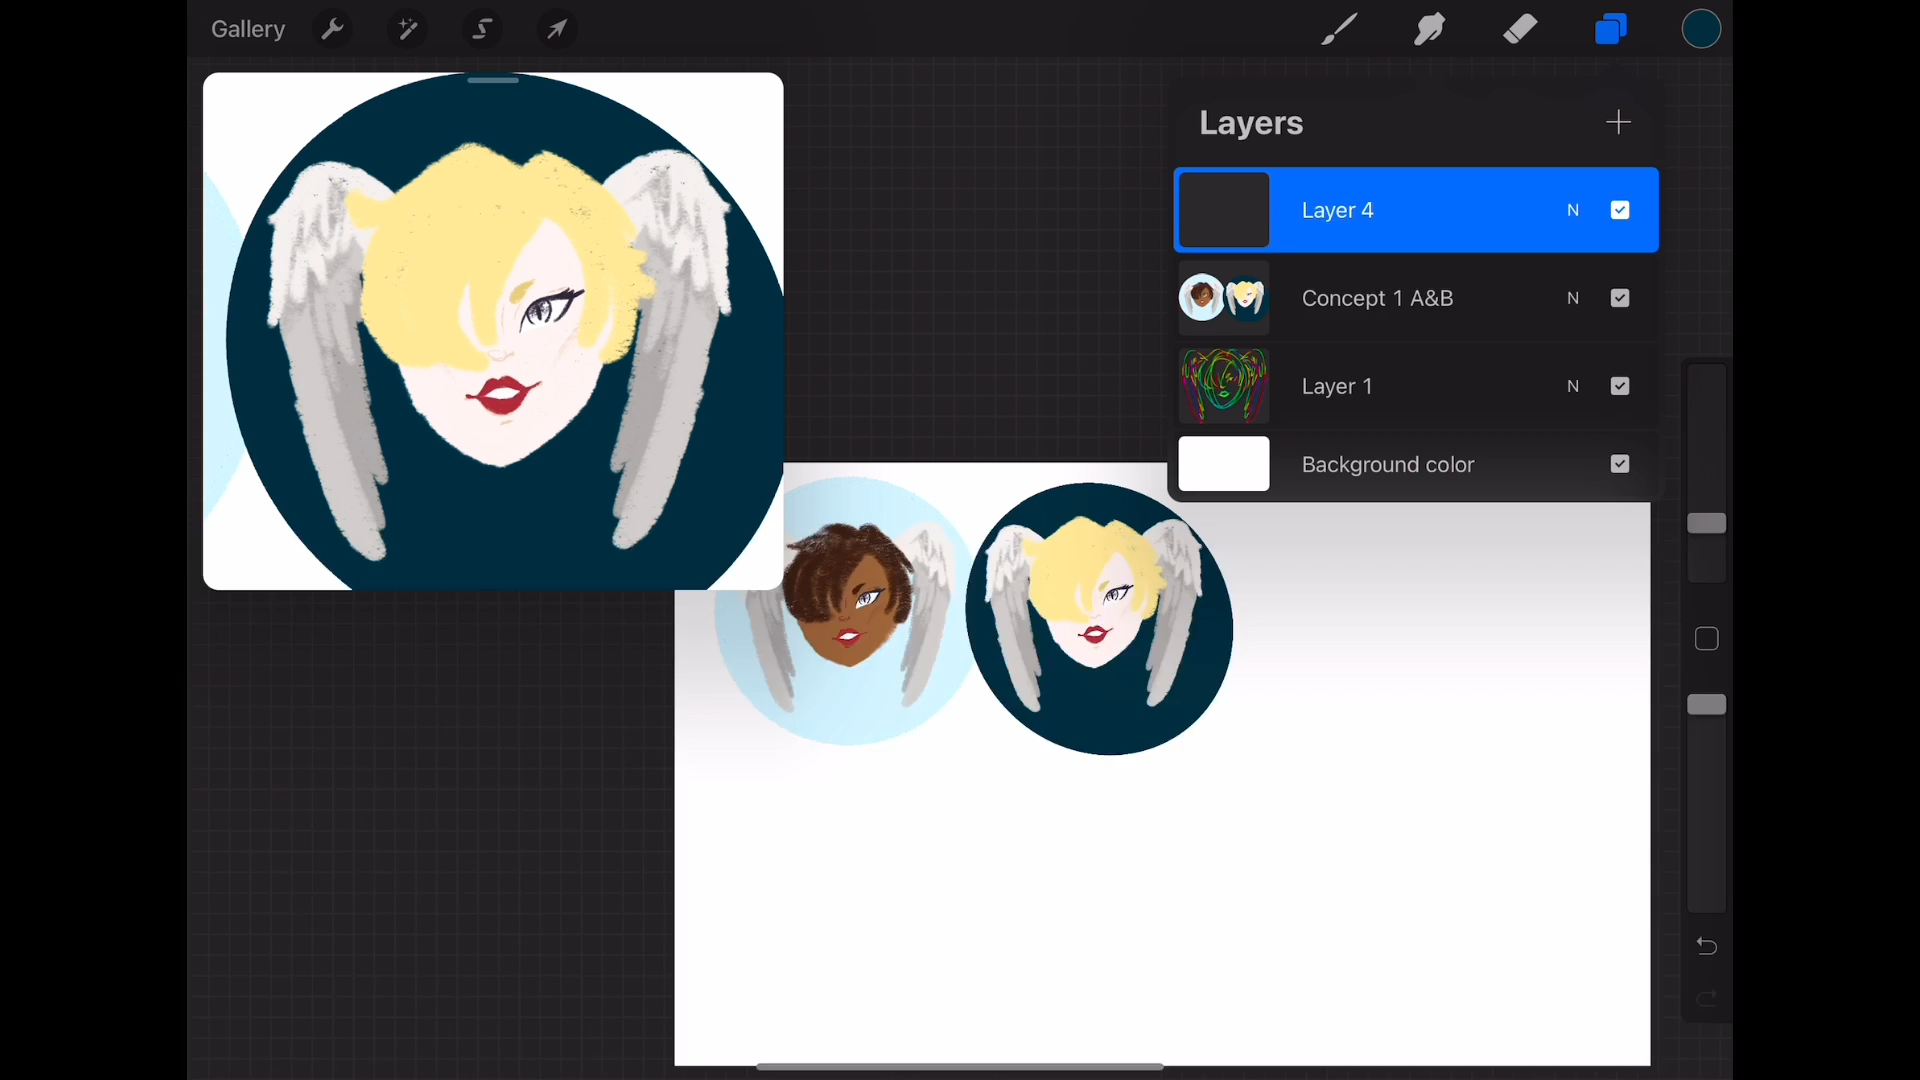 Gallery
Layers
Layer 4 N
Concept 1 A&B N
Layer 1 N
Background color